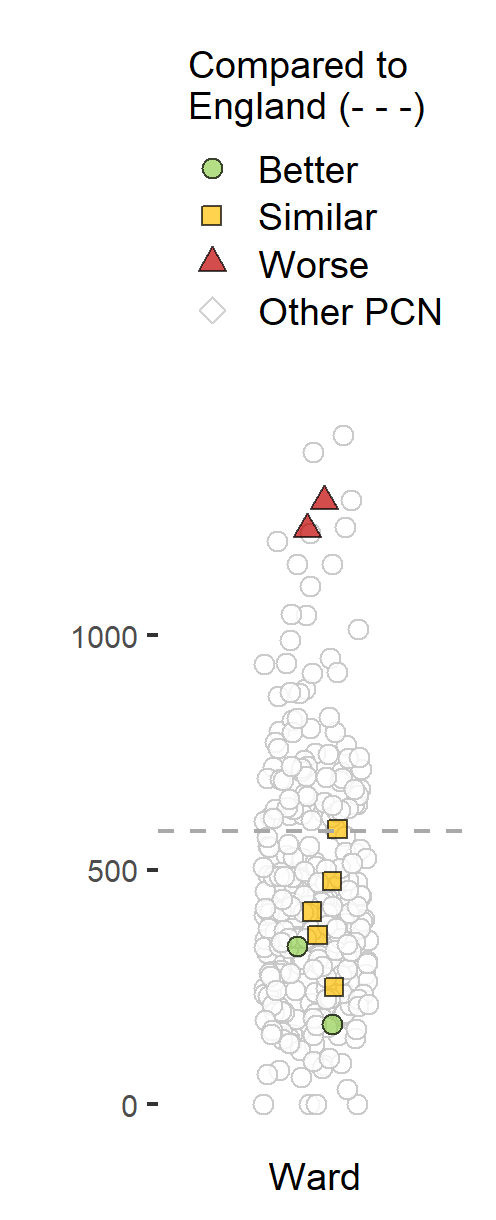 Compared to
England (- - -)
Better
Similar
Worse
Other PCN
1000
500
0
Ward